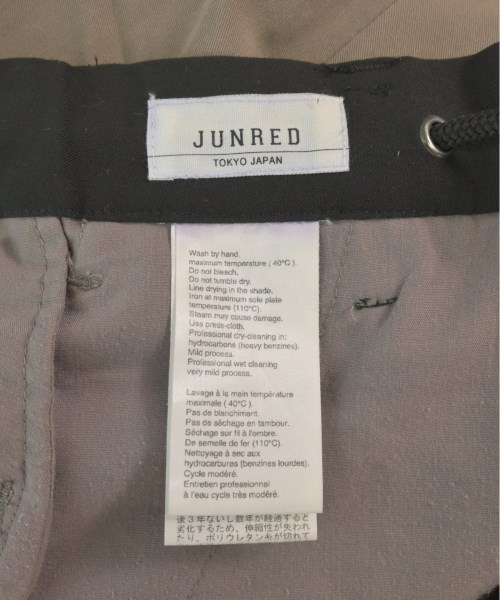 JUNRED
TOKYO JAPAN
Wash by hand.
maximum temperature ( 40°C ).
Do not bleach.
Do not tumble dry.
Line drying in the shade.
Iron at maximum sole plate
temperature (110°C).
Steam may cause damage.
Use press-cloth.
Professional dry-cleaning in:
hydrocarbons (heavy benzines).
Mild process.
Professional wet cleaning
very mild process.
Lavage à la main température
maximale ( 40°C ).
Pas de blanchiment.
Pas de séchage en tambour.
Séchage sur fil à l'ombre.
De semelle de fer (110°C).
Nettoyage à sec aux
hydrocarbures (benzines lourdes).
Cycle modéré.
Entretien professionnel
à l'eau cycle très modéré.
後3年ないし数年が経過すると
劣化するため、伸縮性が失われ
たり、ポリウレタン糸が切れて